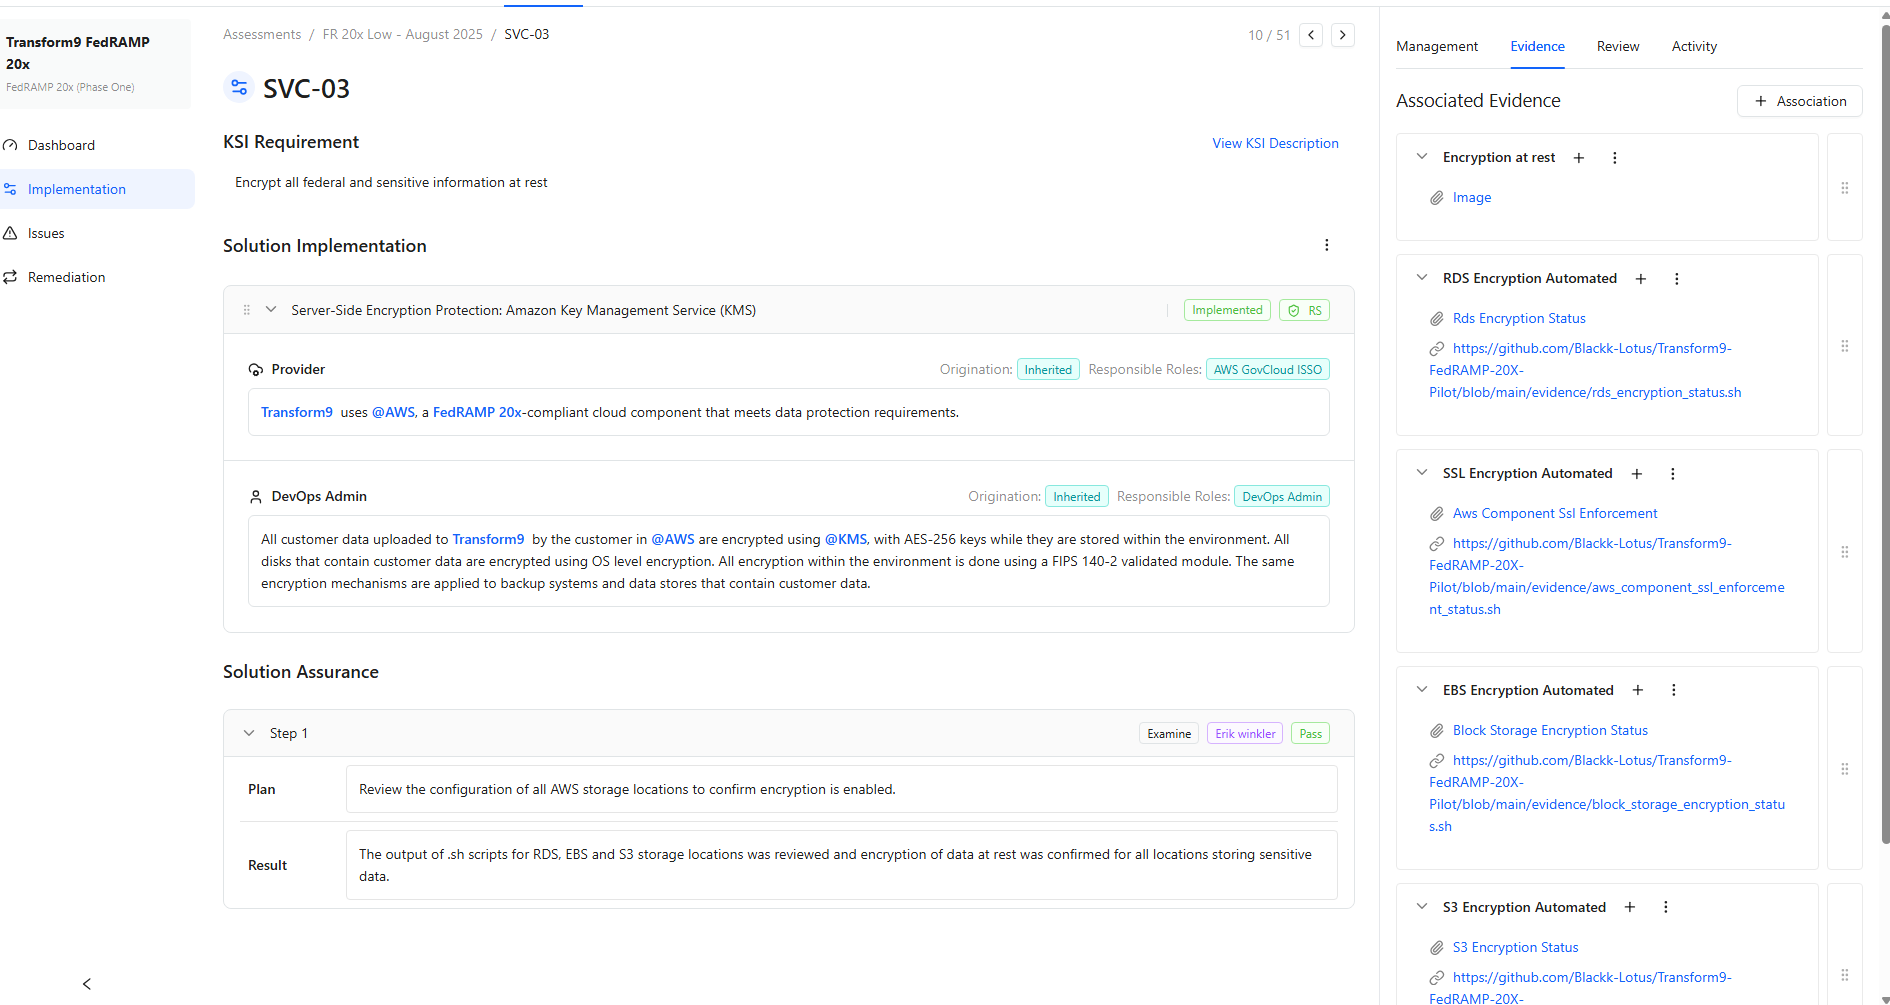 Transform9 FedRAMP
20x
FedRAMP 20x (Phase One)
Dashboard
Implementation
Issues
Remediation
Assessments / FR 20x Low - August 2025 / SVC-03
10 / 51
SVC-03
KSI Requirement
View KSI Description
Encrypt all federal and sensitive information at rest
Solution Implementation
Server-Side Encryption Protection: Amazon Key Management Service (KMS)
Implemented
RS
Provider
Origination: Inherited Responsible Roles: AWS GovCloud ISSO
Transform9 uses @AWS, a FedRAMP 20x-compliant cloud component that meets data protection requirements.
DevOps Admin
Origination: Inherited Responsible Roles: DevOps Admin
All customer data uploaded to Transform9 by the customer in @AWS are encrypted using @KMS, with AES-256 keys while they are stored within the environment. All
disks that contain customer data are encrypted using OS level encryption. All encryption within the environment is done using a FIPS 140-2 validated module. The same
encryption mechanisms are applied to backup systems and data stores that contain customer data.
Solution Assurance
Step 1
Examine
Erik winkler
Pass
Plan
Review the configuration of all AWS storage locations to confirm encryption is enabled.
Result
The output of .sh scripts for RDS, EBS and S3 storage locations was reviewed and encryption of data at rest was confirmed for all locations storing sensitive
data.
Management
Evidence
Review
Activity
Associated Evidence
+ Association
Encryption at rest
Image
RDS Encryption Automated
Rds Encryption Status
https://github.com/Blackk-Lotus/Transform9-
FedRAMP-20X-
Pilot/blob/main/evidence/rds_encryption_status.sh
SSL Encryption Automated
Aws Component Ssl Enforcement
https://github.com/Blackk-Lotus/Transform9-
FedRAMP-20X-
Pilot/blob/main/evidence/aws_component_ssl_enforceme
nt_status.sh
EBS Encryption Automated
Block Storage Encryption Status
https://github.com/Blackk-Lotus/Transform9-
FedRAMP-20X-
Pilot/blob/main/evidence/block_storage_encryption_statu
s.sh
S3 Encryption Automated
S3 Encryption Status
https://github.com/Blackk-Lotus/Transform9-
FedRAMP-20X-